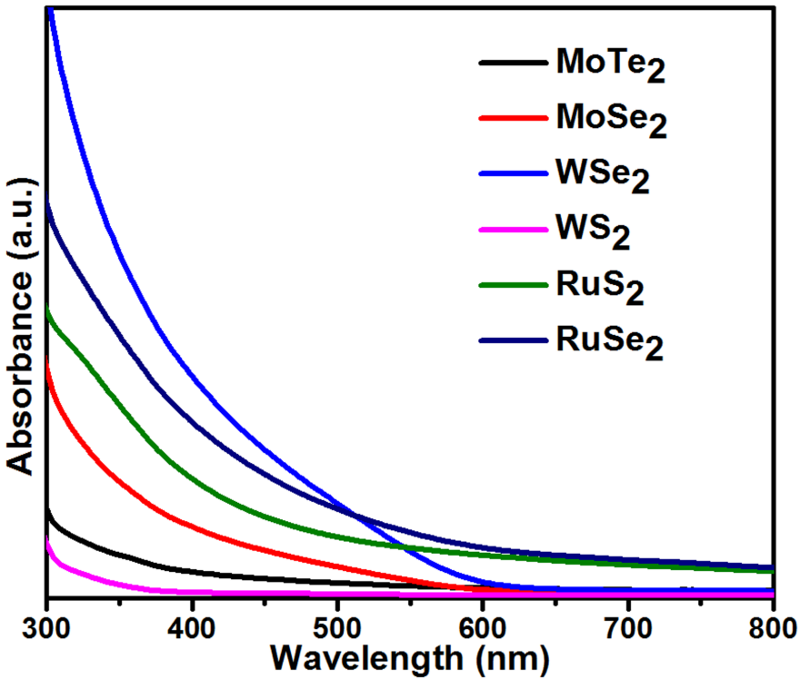 MoTe2
MoSe2
WSe2
WS2
RuS2
RuSe2
Absorbance (a.u.)
300 400 500 600 700 800
Wavelength (nm)